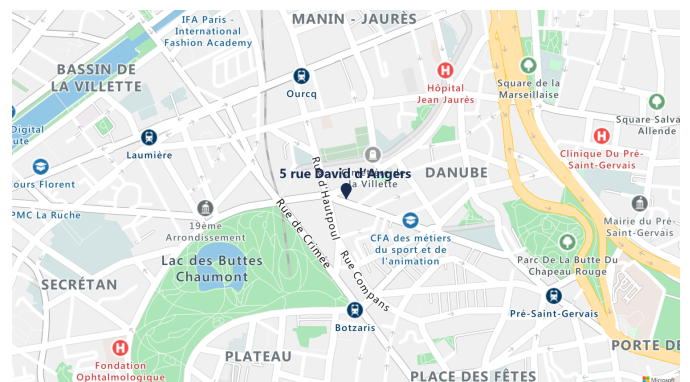 MANIN - JAURÈS
IFA Paris -
International
Fashion Academy
BASSIN DE
LA VILLETTE
Ourcq
Hôpital
Jean Jaurès
Square de la
Marseillaise
Square Salva
Allende
Digital
ute
Laumière
Clinique Du Pré-
Saint-Gervais
ours Florent
5 rue David d'Angers
la Villette
DANUBE
Rue d'Hautpoul
PMC La Ruche
19ème
Arrondissement
Rue de Crimée
CFA des métiers
du sport et de
l'animation
Mairie du Pré-
Saint-Gervais
Lac des Buttes
Chaumont
Rue Compans
Parc De La Butte Du
Chapeau Rouge
SECRÉTAN
Botzaris
Pré-Saint-Gervais
Fondation
Ophtalmologique
PLATEAU
PLACE DES FÊTES
PORTE DE
Microsoft